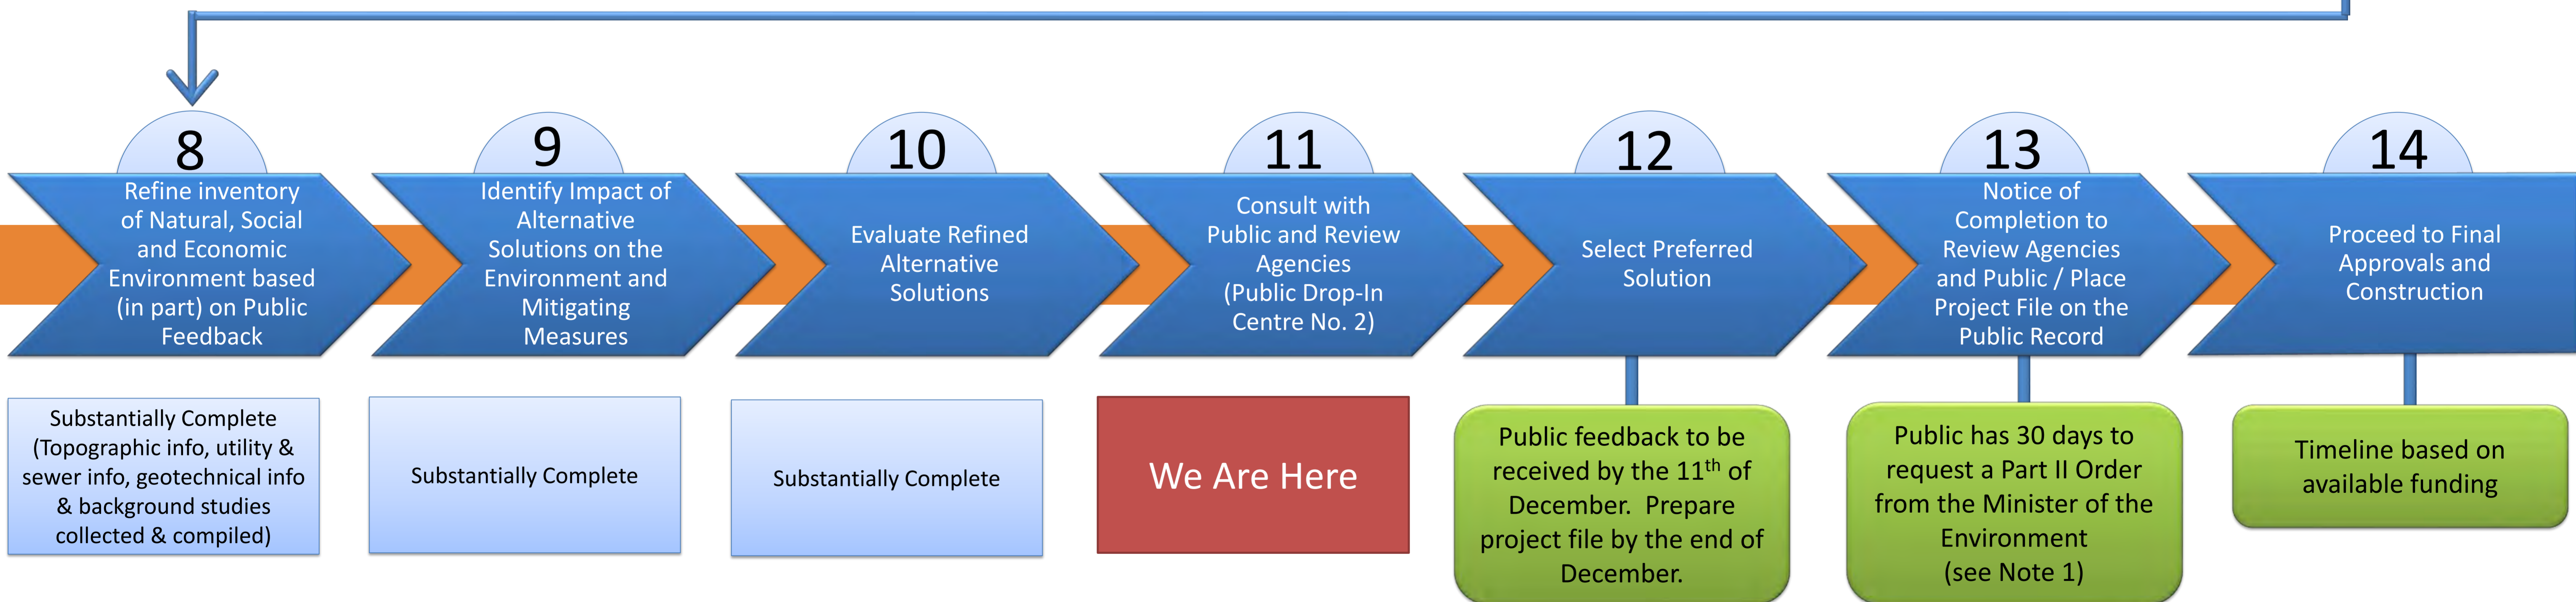 8
Refine inventory
of Natural, Social
and Economic
Environment based
(in part) on Public
Feedback
9
Identify Impact of
Alternative
Solutions on the
Environment and
Mitigating
Measures
10
Evaluate Refined
Alternative
Solutions
11
Consult with
Public and Review
Agencies
(Public Drop-In
Centre No. 2)
12
Select Preferred
Solution
13
Notice of
Completion to
Review Agencies
and Public / Place
Project File on the
Public Record
14
Proceed to Final
Approvals and
Construction
Substantially Complete
(Topographic info, utility &
sewer info, geotechnical info
& background studies
collected & compiled)
Substantially Complete
Substantially Complete
We Are Here
Public feedback to be
received by the 11th of
December.  Prepare
project file by the end of
December.
Public has 30 days to
request a Part II Order
from the Minister of the
Environment
(see Note 1)
Timeline based on
available funding